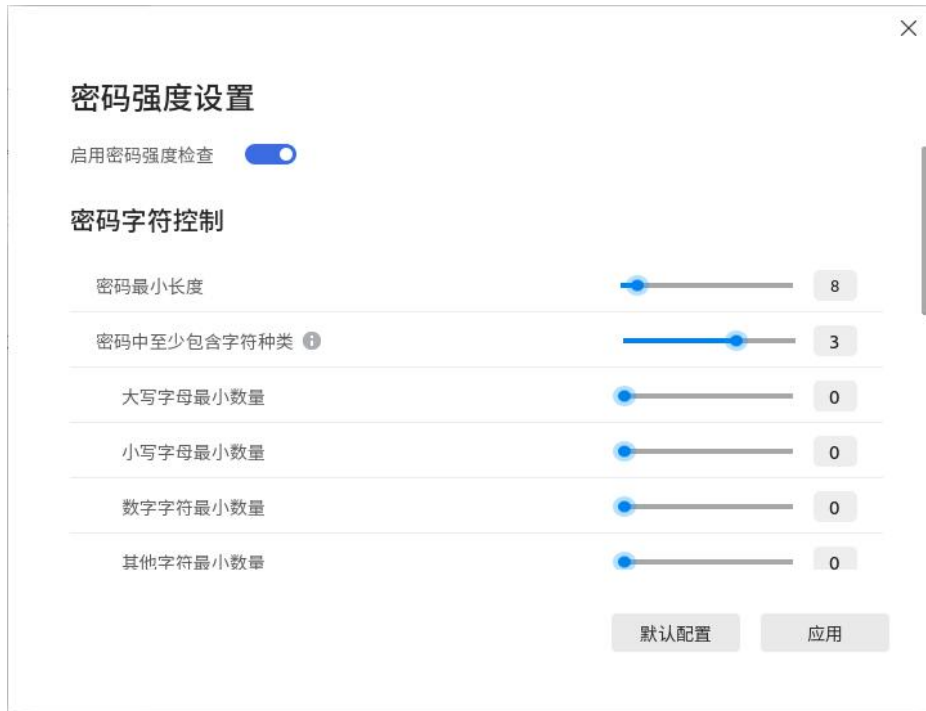 密码强度设置
启用密码强度检查
密码字符控制
密码最小长度 8
密码中至少包含字符种类 3
大写字母最小数量 0
小写字母最小数量 0
数字字符最小数量 0
其他字符最小数量 0
默认配置 应用